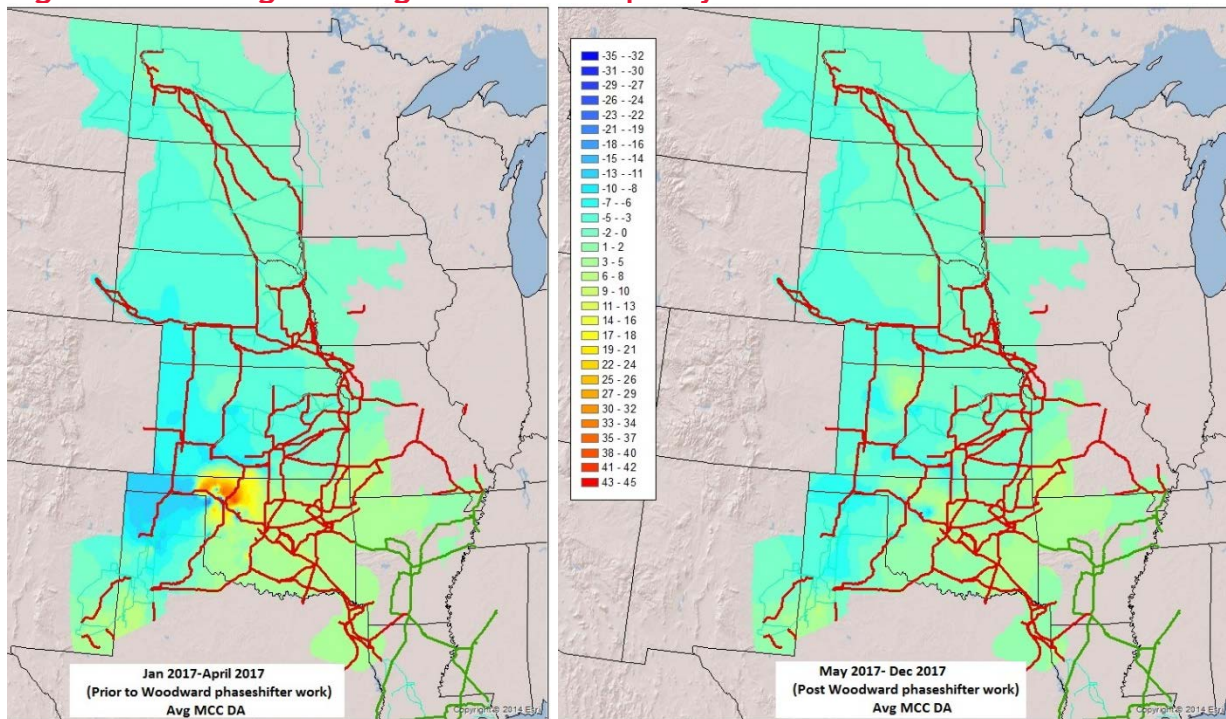 Jan 2017-April 2017
(Prior to Woodward phaseshifter work)
Avg MCC DA
-35 - -32
-31 - -30
-29 - -27
-26 - -24
-23 - -22
-21 - -19
-18 - -16
-15 - -14
-13 - -11
-10 - -8
-7 - -6
-5 - -3
-2 - 0
1 - 2
3 - 5
6 - 8
9 - 10
11 - 13
14 - 16
17 - 18
19 - 21
22 - 24
25 - 26
27 - 29
30 - 32
33 - 34
35 - 37
38 - 40
41 - 42
43 - 45
May 2017- Dec 2017
(Post Woodward phaseshifter work)
Avg MCC DA
Copyright © 2014 Esri